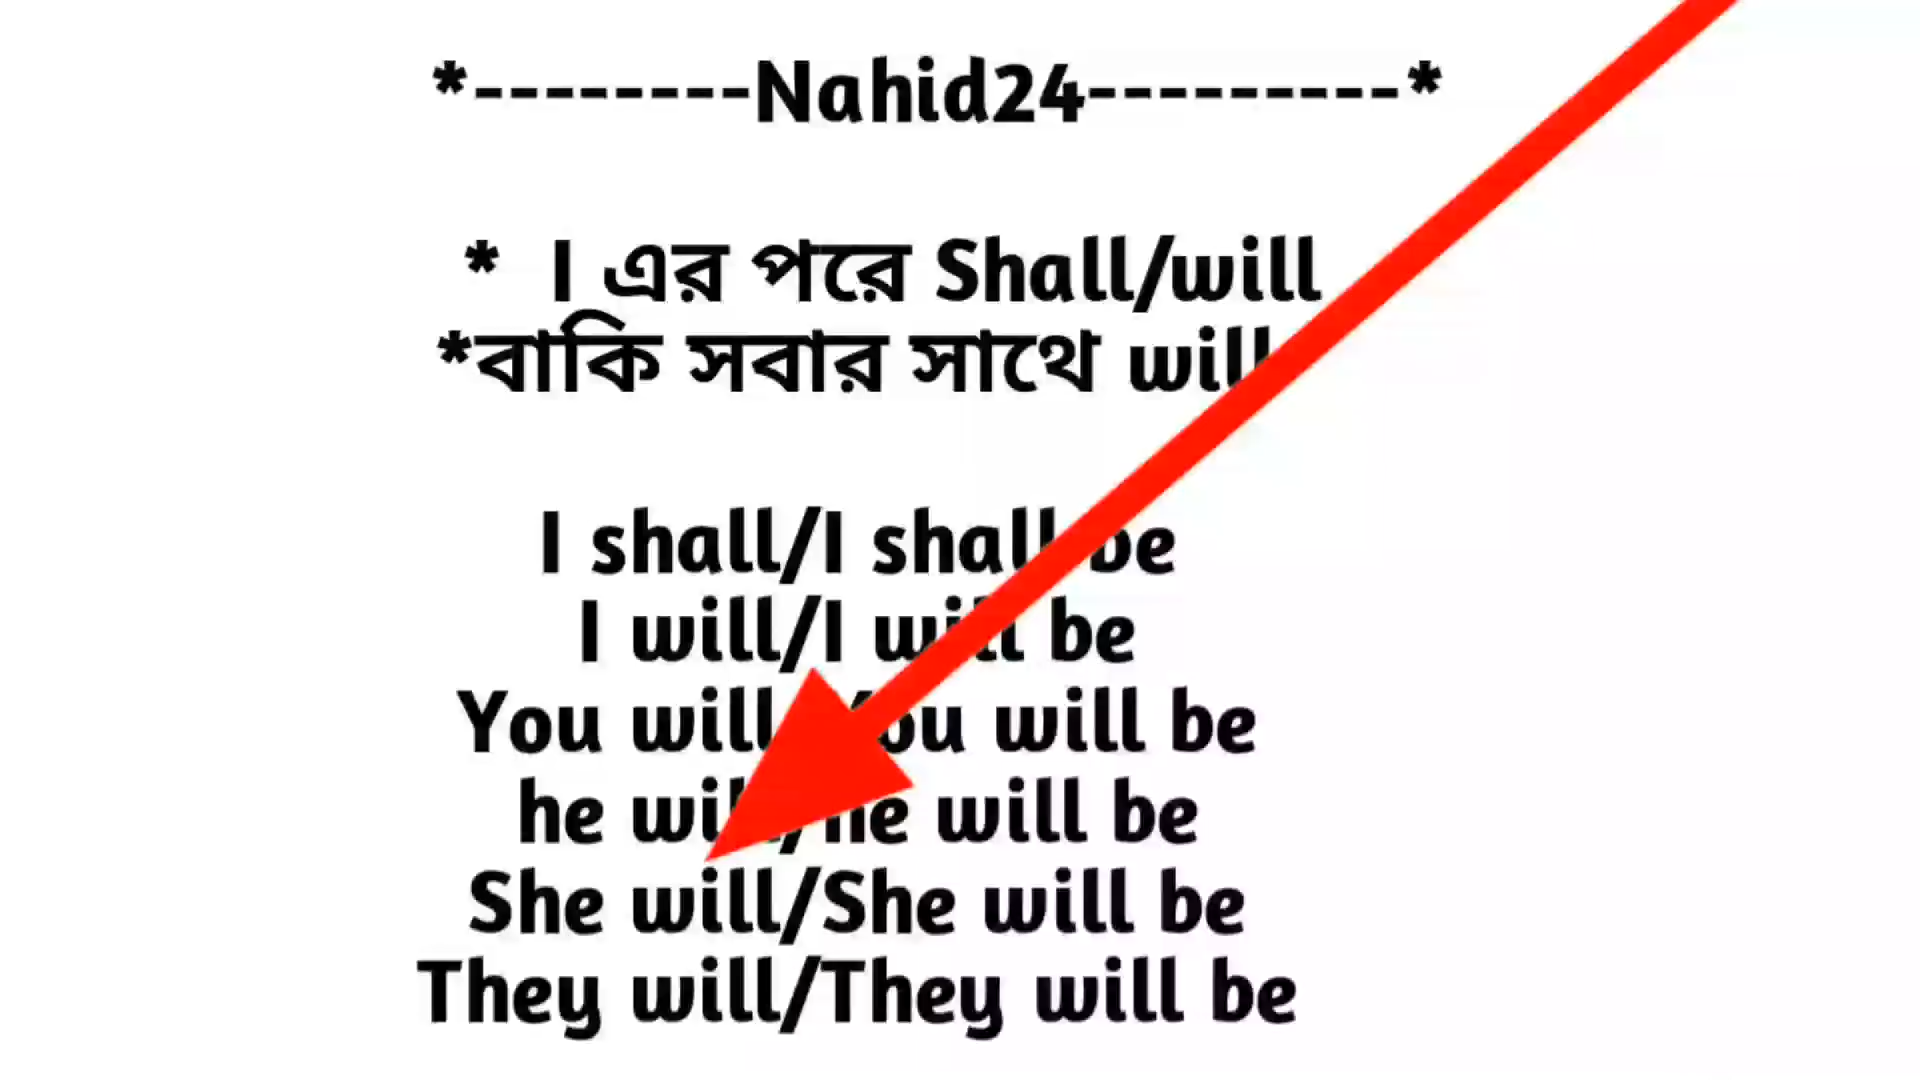 *--------Nahid24---------*
* I এর পরে Shall/will
*বাকি সবার সাথে will
I shall/I shall be
I will/I will be
You will/You will be
he will/he will be
She will/She will be
They will/They will be